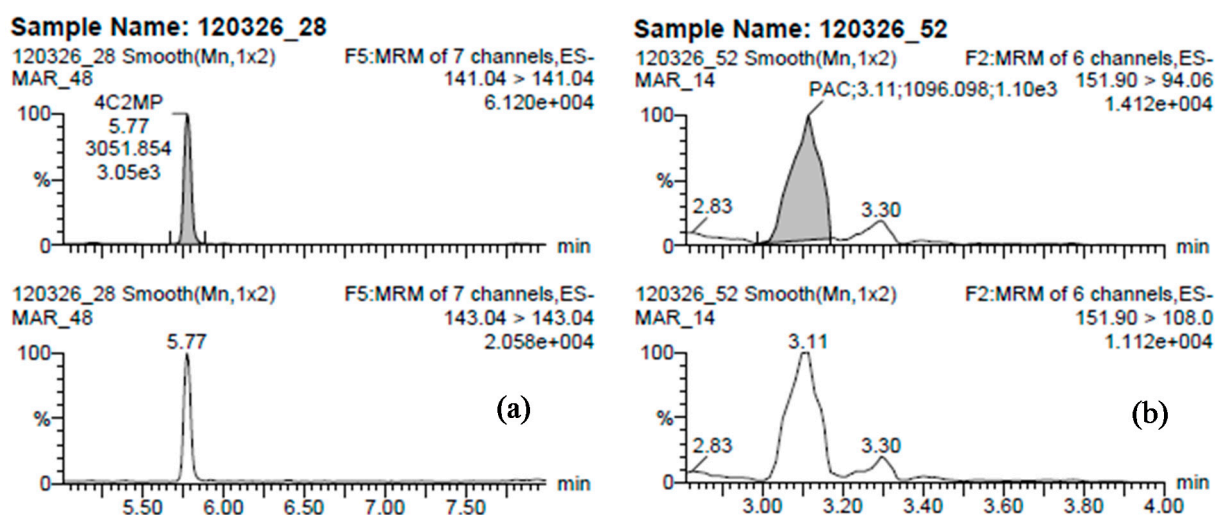 Sample Name: 120326_28
120326_28 Smooth(Mn,1x2) F5:MRM of 7 channels,ES-
MAR_48 141.04 > 141.04
6.120e+004
4C2MP
5.77
3051.854
3.05e3
100
%
0
min
120326_28 Smooth(Mn,1x2) F5:MRM of 7 channels,ES-
MAR_48 143.04 > 143.04
2.058e+004
5.77
100
%
0
min
5.50 6.00 6.50 7.00 7.50
(a)
Sample Name: 120326_52
120326_52 Smooth(Mn,1x2) F2:MRM of 6 channels,ES-
MAR_14 151.90 > 94.06
PAC;3.11;1096.098;1.10e3
1.412e+004
100
%
0
2.83
3.30
min
120326_52 Smooth(Mn,1x2) F2:MRM of 6 channels,ES-
MAR_14 151.90 > 108.0
1.112e+004
3.11
100
%
0
2.83
3.30
min
3.00 3.20 3.40 3.60 3.80 4.00
(b)